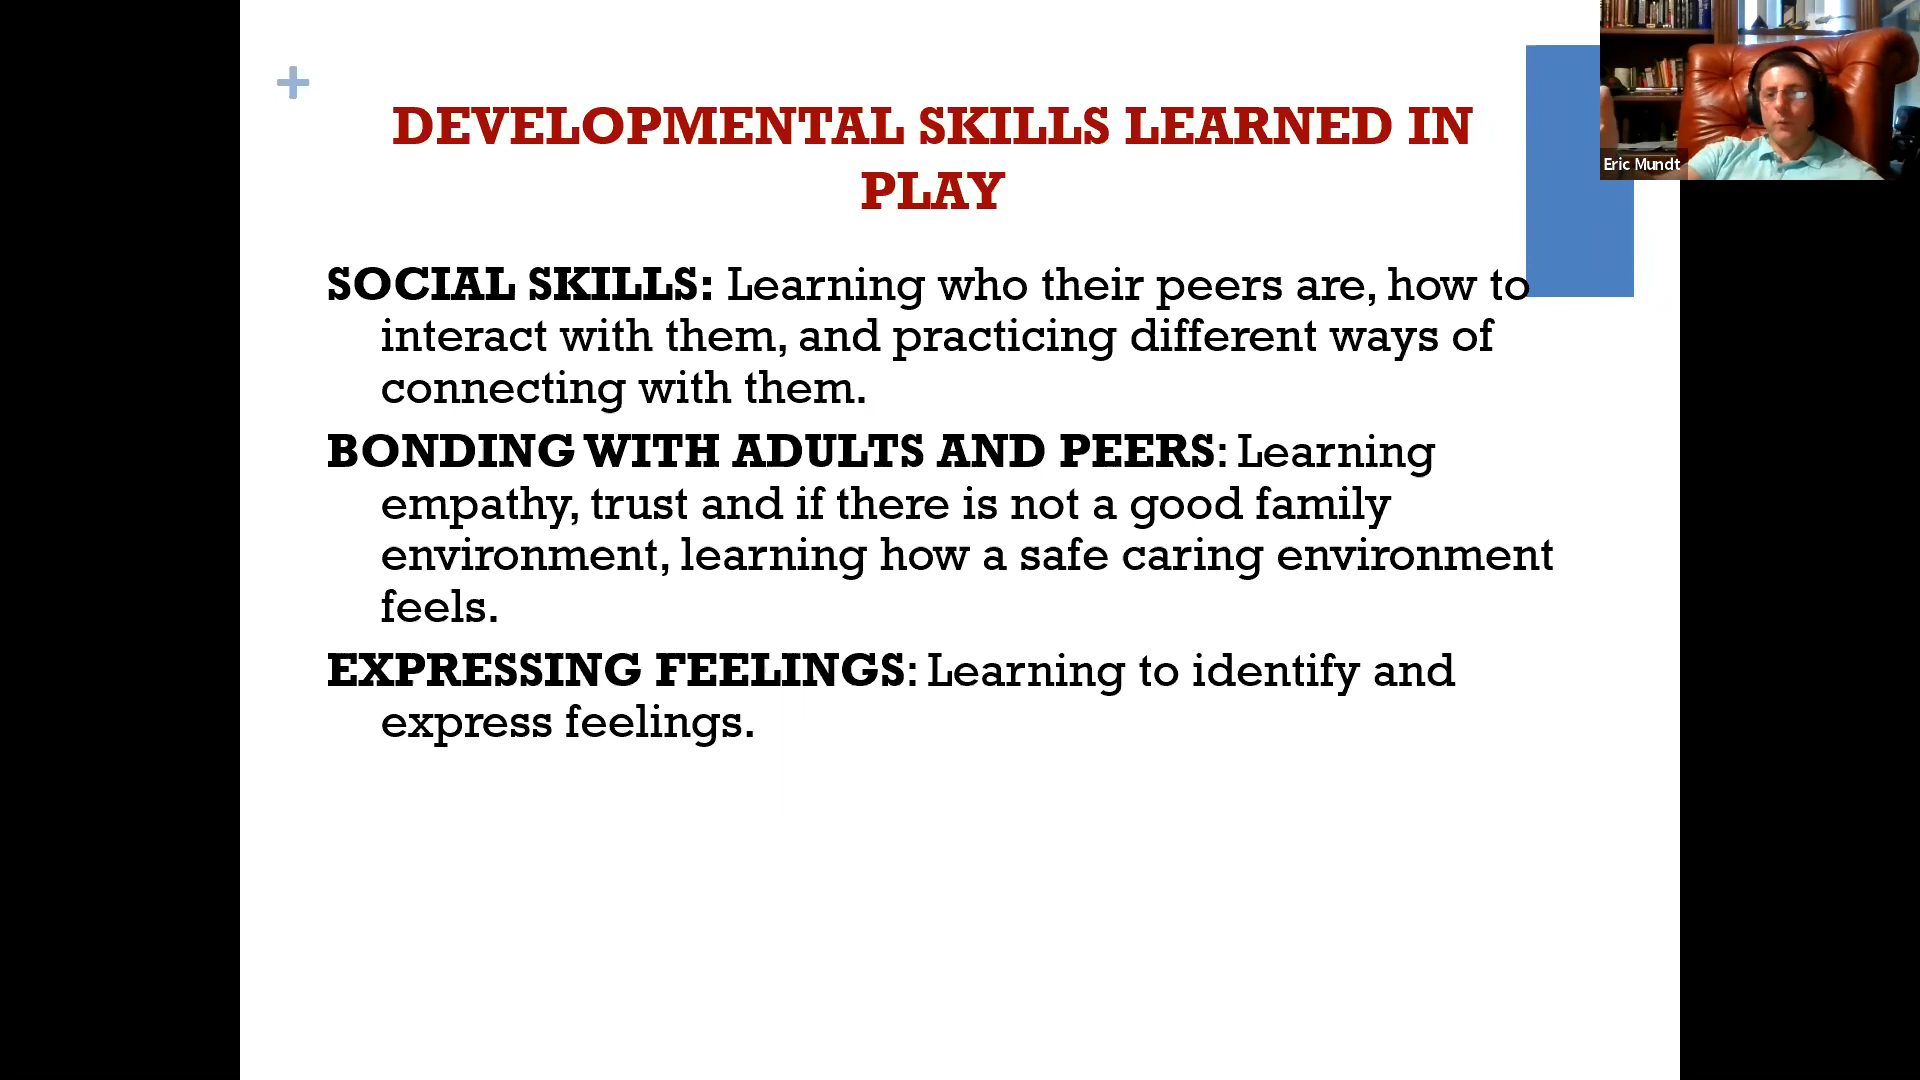 +
DEVELOPMENTAL SKILLS LEARNED IN
PLAY
SOCIAL SKILLS: Learning who their peers are, how to
interact with them, and practicing different ways of
connecting with them.
BONDING WITH ADULTS AND PEERS: Learning
empathy, trust and if there is not a good family
environment, learning how a safe caring environment
feels.
EXPRESSING FEELINGS: Learning to identify and
express feelings.
Eric Mundt